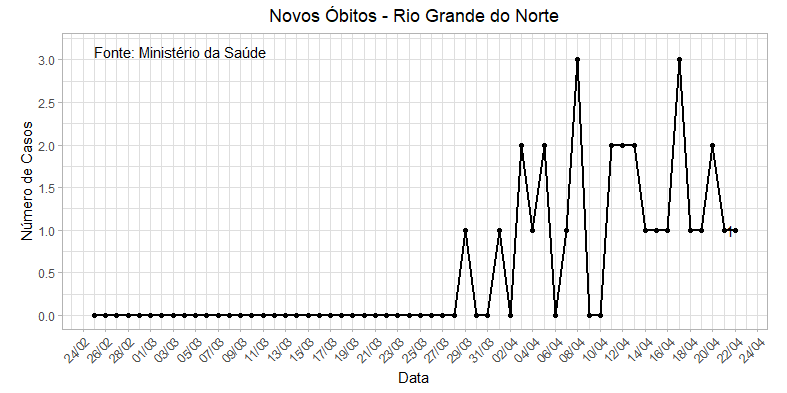 Novos Óbitos - Rio Grande do Norte
Fonte: Ministério da Saúde
Número de Casos
3.0
2.5
2.0
1.5
1.0
0.5
0.0
1
24/02 26/02 28/02 01/03 03/03 05/03 07/03 09/03 11/03 13/03 15/03 17/03 19/03 21/03 23/03 25/03 27/03 29/03 31/03 02/04 04/04 06/04 08/04 10/04 12/04 14/04 16/04 18/04 20/04 22/04 24/04
Data